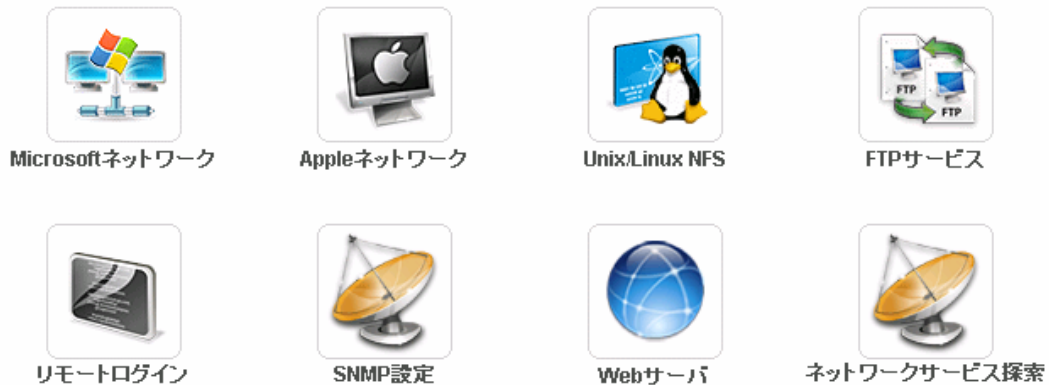 FTP
FTP
Microsoftネットワーク
Appleネットワーク
Unix/Linux NFS
FTPサービス
リモートログイン
SNMP設定
Webサーバ
ネットワークサービス探索